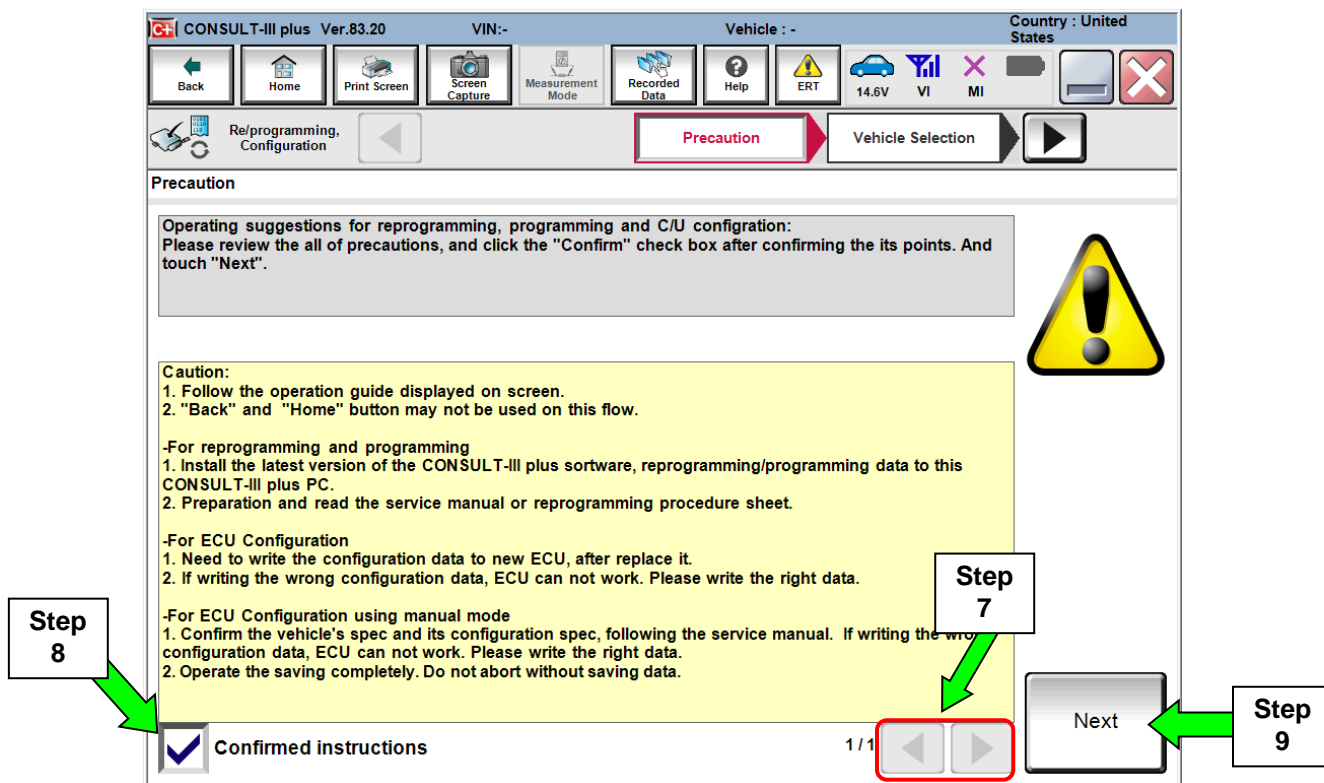 CONSULT-III plus Ver.83.20 VIN:- Vehicle : - Country : United
States
Back Home Print Screen Screen
Capture Measurement
Mode Recorded
Data Help ERT 14.6V VI MI
Re/programming,
Configuration
Precaution Vehicle Selection
Precaution
Operating suggestions for reprogramming, programming and C/U configration:
Please review the all of precautions, and click the "Confirm" check box after confirming the its points. And
touch "Next".
Caution:
1. Follow the operation guide displayed on screen.
2. "Back" and "Home" button may not be used on this flow.
-For reprogramming and programming
1. Install the latest version of the CONSULT-III plus sortware, reprogramming/programming data to this
CONSULT-III plus PC.
2. Preparation and read the service manual or reprogramming procedure sheet.
-For ECU Configuration
1. Need to write the configuration data to new ECU, after replace it.
2. If writing the wrong configuration data, ECU can not work. Please write the right data.
-For ECU Configuration using manual mode
1. Confirm the vehicle's spec and its configuration spec, following the service manual. If writing the
configuration data, ECU can not work. Please write the right data.
2. Operate the saving completely. Do not abort without saving data.
Step
7
Step
8
Confirmed instructions
1 / 1
Next
Step
9